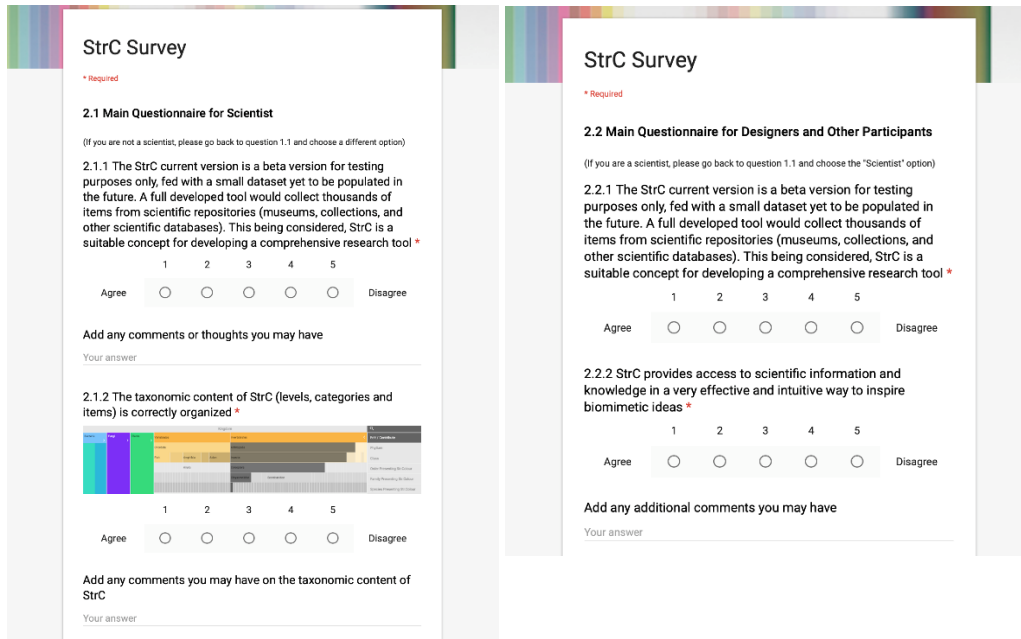 StrC Survey
* Required
2.1 Main Questionnaire for Scientist
(If you are not a scientist, please go back to question 1.1 and choose a different option)
2.1.1 The StrC current version is a beta version for testing
purposes only, fed with a small dataset yet to be populated in
the future. A full developed tool would collect thousands of
items from scientific repositories (museums, collections, and
other scientific databases). This being considered, StrC is a
suitable concept for developing a comprehensive research tool *
1 2 3 4 5
Agree Disagree
Add any comments or thoughts you may have
Your answer
2.1.2 The taxonomic content of StrC (levels, categories and
items) is correctly organized *
1 2 3 4 5
Agree Disagree
Add any comments you may have on the taxonomic content of
StrC
Your answer
StrC Survey
* Required
2.2 Main Questionnaire for Designers and Other Participants
(If you are a scientist, please go back to question 1.1 and choose the "Scientist" option)
2.2.1 The StrC current version is a beta version for testing
purposes only, fed with a small dataset yet to be populated in
the future. A full developed tool would collect thousands of
items from scientific repositories (museums, collections, and
other scientific databases). This being considered, StrC is a
suitable concept for developing a comprehensive research tool *
1 2 3 4 5
Agree Disagree
2.2.2 StrC provides access to scientific information and
knowledge in a very effective and intuitive way to inspire
biomimetic ideas *
1 2 3 4 5
Agree Disagree
Add any additional comments you may have
Your answer